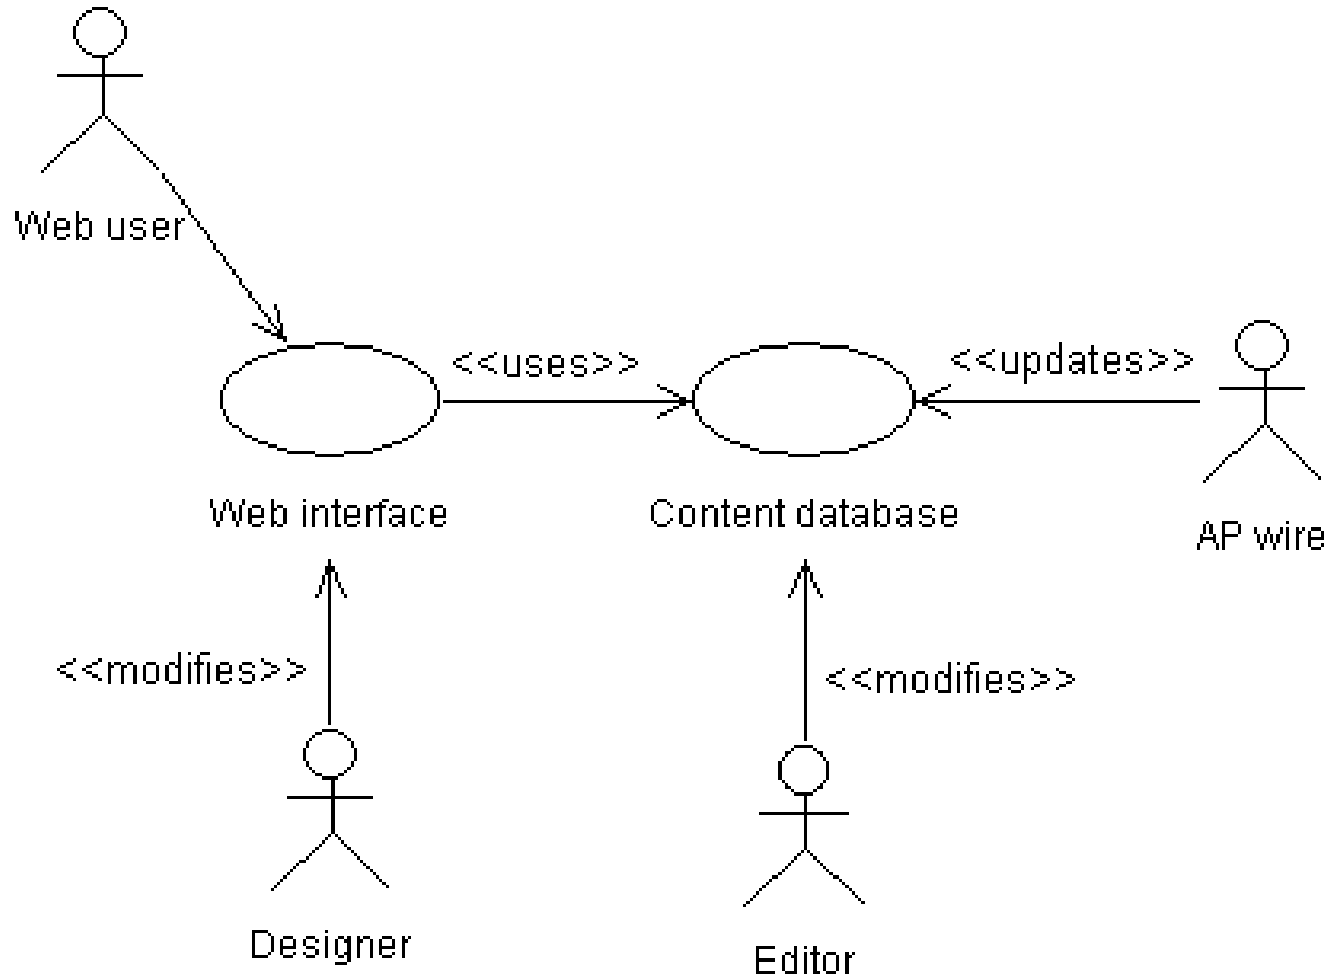 Web user
<<uses>>
<<updates>>
Web interface
Content database
AP wire
<<modifies>>
<<modifies>>
Designer
Editor